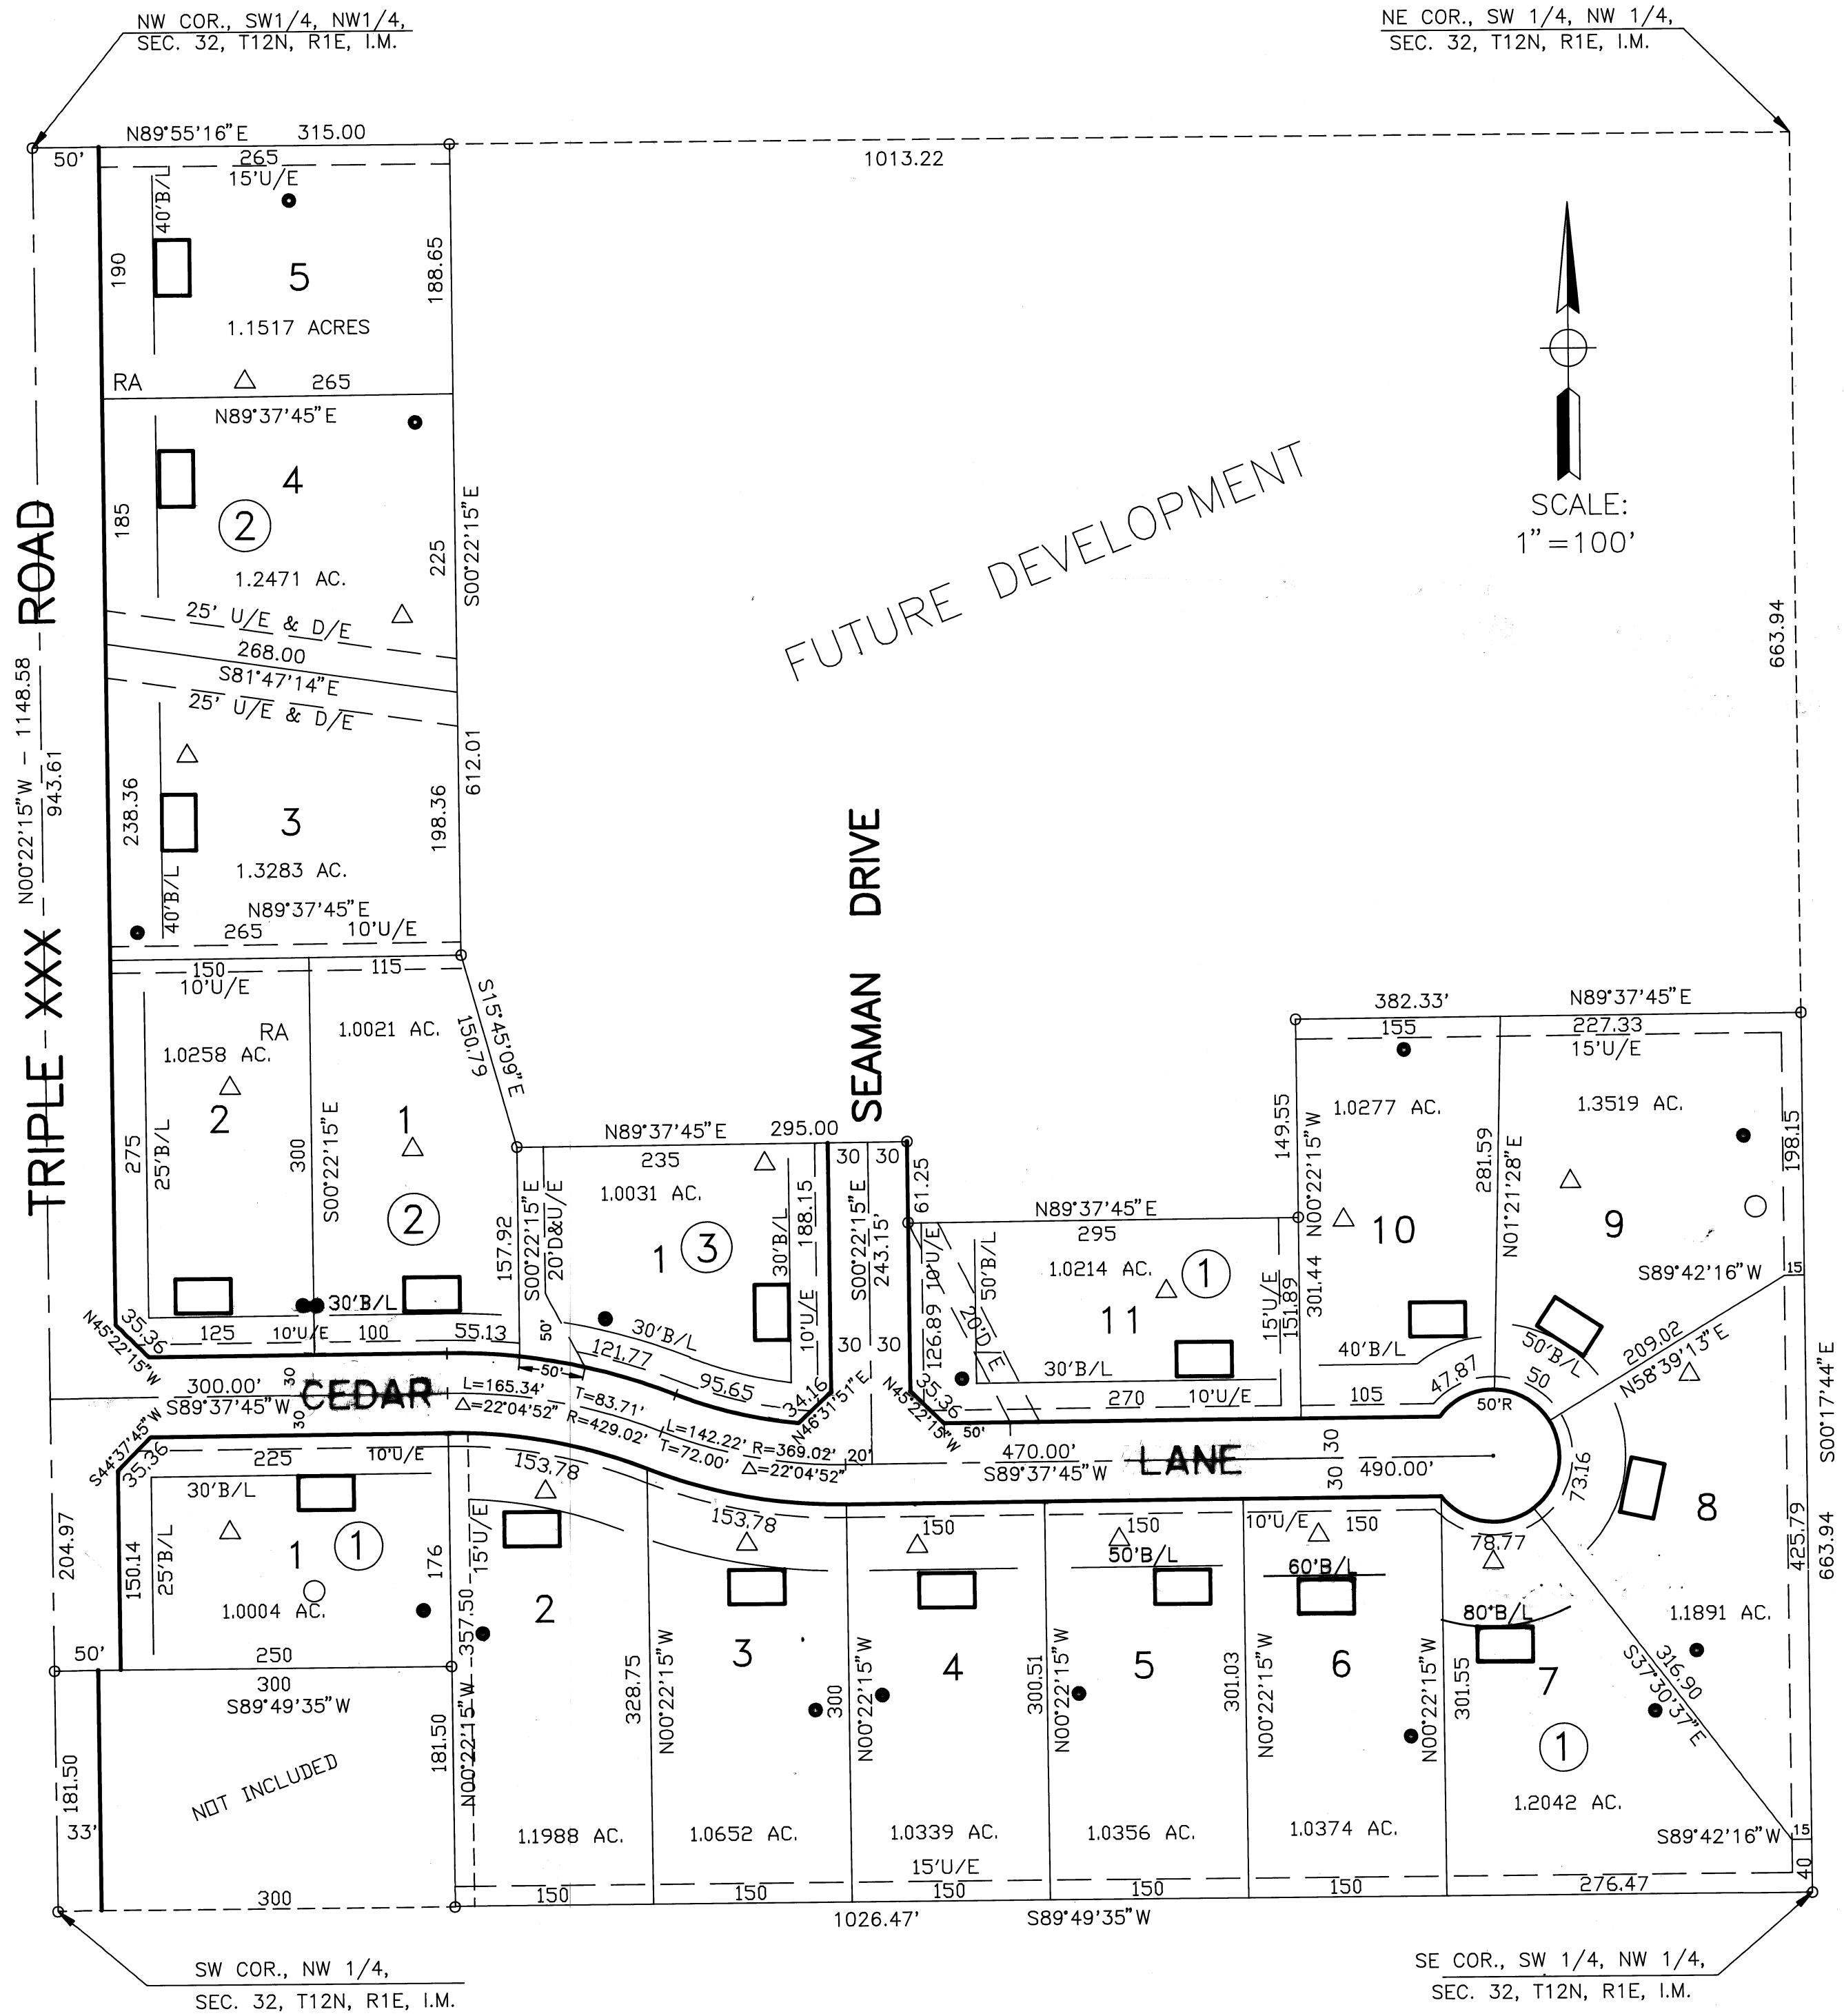 NW COR., SW1/4, NW1/4,
SEC. 32, T12N, R1E, I.M.
NE COR., SW 1/4, NW 1/4,
SEC. 32, T12N, R1E, I.M.
N89°55'16"E 315.00
50'
265
15'U/E
1013.22
40'B/L
190
5
188.65
1.1517 ACRES
RA
265
N89°37'45"E
4
185
2
225
S00°22'15"E
1.2471 AC.
25' U/E & D/E
268.00
S81°47'14"E
25' U/E & D/E
SCALE:
1"=100'
FUTURE DEVELOPMENT
663.94
TRIPLE XXX ROAD
N00°22'15"W - 1148.58
943.61
612.01
238.36
3
198.36
1.3283 AC.
40'B/L
N89°37'45"E
265
10'U/E
150
115
10'U/E
RA
1.0258 AC.
1.0021 AC.
2
1
275
25'B/L
300
S00°22'15"E
2
S15°45'09"E
150.79
30'B/L
SEAMAN DRIVE
N89°37'45"E 295.00
235
30 30
1.0031 AC.
157.92
S00°22'15"E
20'D&U/E
1
3
30'B/L
188.15
10'U/E
S00°22'15"E
243.15'
61.25
30 30
N89°37'45"E
295
126.89
10'U/E
50'B/L
20'D/E
1.0214 AC.
1
11
30'B/L
15'U/E
151.89
270
10'U/E
382.33' N89°37'45"E
155
227.33
15'U/E
149.55
1.0277 AC.
1.3519 AC.
301.44
N00°22'15"W
10
281.59
N01°21'28"E
9
198.15
S89°42'16"W
15
40'B/L
105
47.87
50'B/L
50
50'R
209.02
N58°39'13"E
S00°17'44"E
35.36
N45°22'15"W
125
10'U/E
100
55.13
50'
50'
121.77
30'B/L
95.65
34.16
N46°31'51"E
35.36
N45°22'15"W
50'
300.00'
S89°37'45"W
30
30
CEDAR
L=165.34' T=83.71'
Δ=22°04'52" R=429.02'
L=142.22' R=369.02'
T=72.00' Δ=22°04'52"
20'
470.00'
S89°37'45"W
LANE
30
30
490.00'
73.16
S44°37'45"W
35.36
225
10'U/E
30'B/L
204.97
150.14
25'B/L
1
1
176
1.0004 AC.
50'
250
300
S89°49'35"W
NOT INCLUDED
181.50
33'
300
181.50
N00°22'15"W 357.50
15'U/E
153.78
2
328.75
N00°22'15"W
1.1988 AC.
153.78
3
300
N00°22'15"W
1.0652 AC.
150
4
300.51
N00°22'15"W
1.0339 AC.
15'U/E
150
50'B/L
5
301.03
N00°22'15"W
1.0356 AC.
10'U/E
150
60'B/L
6
N00°22'15"W
301.55
1.0374 AC.
78.77
80'B/L
7
1
1.2042 AC.
8
1.1891 AC.
316.90
S37°30'37"E
425.79
663.94
S89°42'16"W
15
40
150
150
150
150
150
276.47
1026.47' S89°49'35"W
SW COR., NW 1/4,
SEC. 32, T12N, R1E, I.M.
SE COR., SW 1/4, NW 1/4,
SEC. 32, T12N, R1E, I.M.